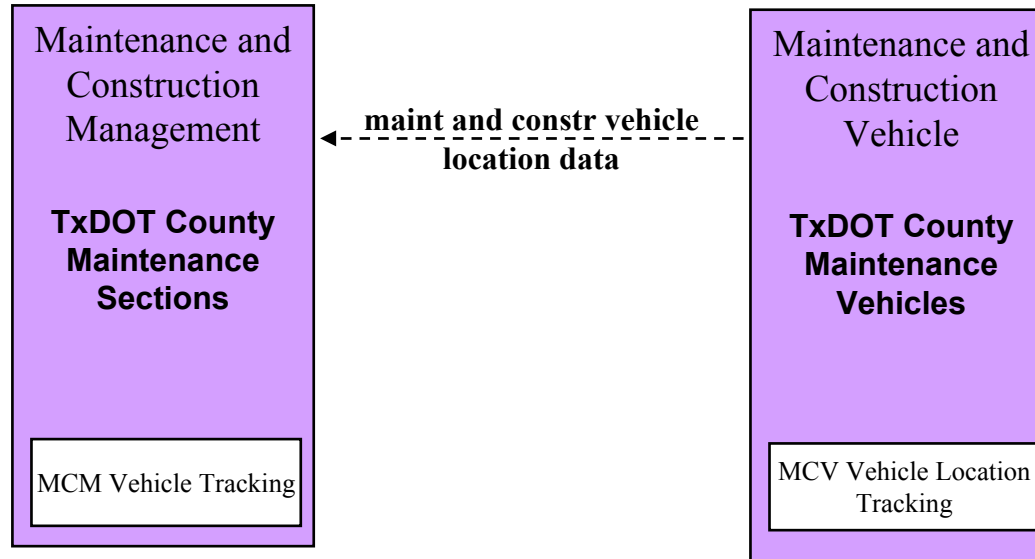 Maintenance and
Construction
Management
TxDOT County
Maintenance
Sections
MCM Vehicle Tracking
maint and constr vehicle
location data
Maintenance and
Construction
Vehicle
TxDOT County
Maintenance
Vehicles
MCV Vehicle Location
Tracking